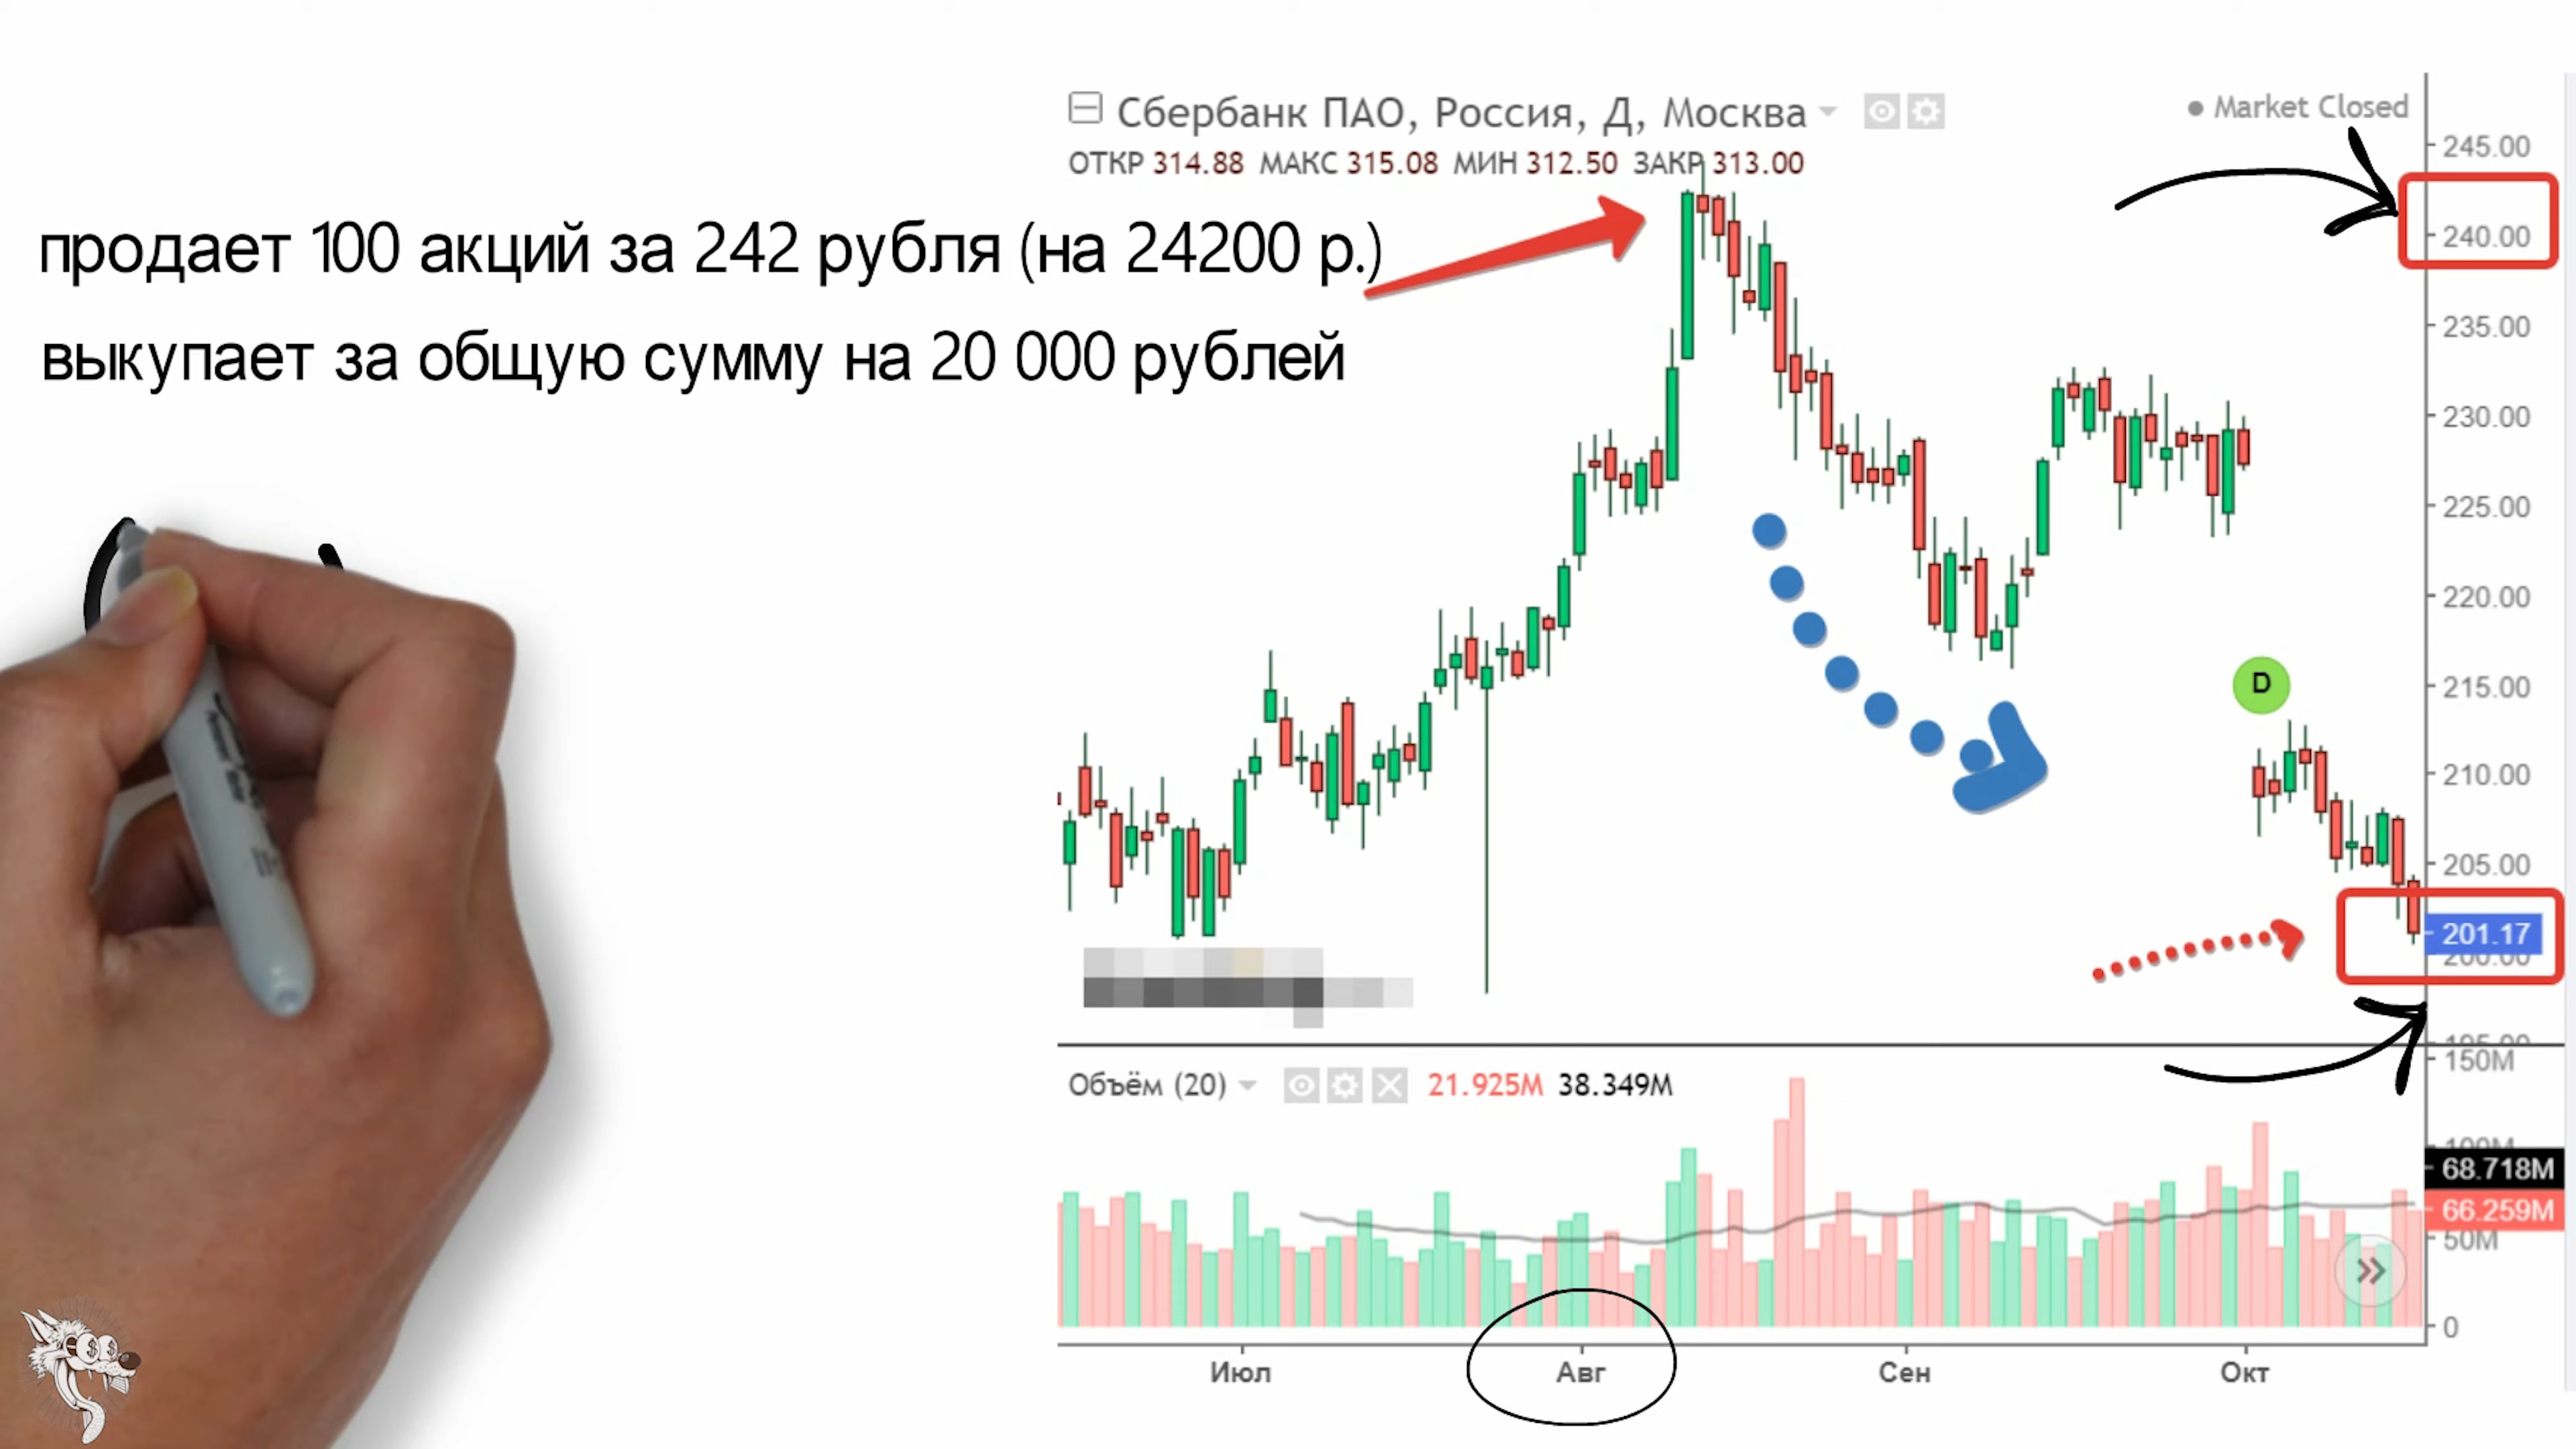 продает 100 акций за 242 рубля (на 24200 р.)
выкупает за общую сумму на 20 000 рублей
Сбербанк ПАО, Россия, Д, Москва
ОТКР 314.88 МАКС 315.08 МИН 312.50 ЗАКР 313.00
Market Closed
245.00
240.00
235.00
230.00
225.00
220.00
215.00
210.00
205.00
201.17
200.00
D
Объём (20) 21.925M 38.349M
150M
68.718M
66.259M
50M
0
Июл Авг Сен Окт